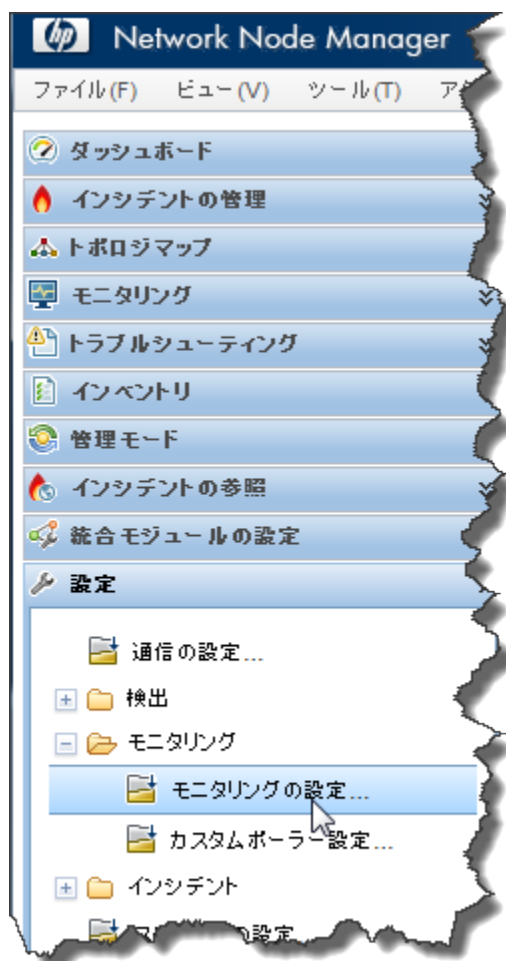 hp Network Node Manager
ファイル(F) ビュー(V) ツール(T)
ダッシュボード
インシデントの管理
トポロジマップ
モニタリング
トラブルシューティング
インベントリ
管理モード
インシデントの参照
統合モジュールの設定
設定
通信の設定...
検出
モニタリング
モニタリングの設定...
カスタムポーラー設定...
インシデント
の設定